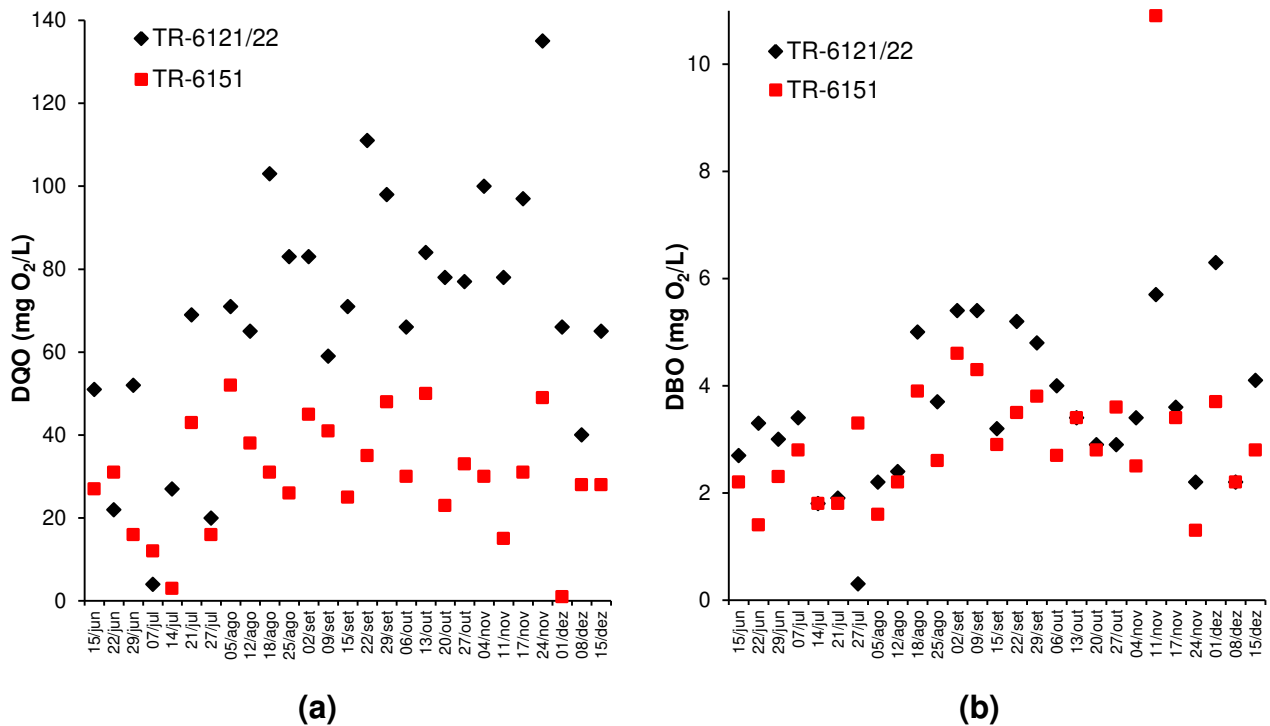 140
120
100
80
60
40
20
0
DQO (mg O₂/L)
TR-6121/22
TR-6151
15/jun
22/jun
29/jun
07/jul
14/jul
21/jul
27/jul
05/ago
12/ago
18/ago
25/ago
02/set
09/set
15/set
22/set
29/set
06/out
13/out
20/out
27/out
04/nov
11/nov
17/nov
24/nov
01/dez
08/dez
15/dez
(a)
10
8
6
4
2
0
DBO (mg O₂/L)
TR-6121/22
TR-6151
15/jun
22/jun
29/jun
07/jul
14/jul
21/jul
27/jul
05/ago
12/ago
18/ago
25/ago
02/set
09/set
15/set
22/set
29/set
06/out
13/out
20/out
27/out
04/nov
11/nov
17/nov
24/nov
01/dez
08/dez
15/dez
(b)